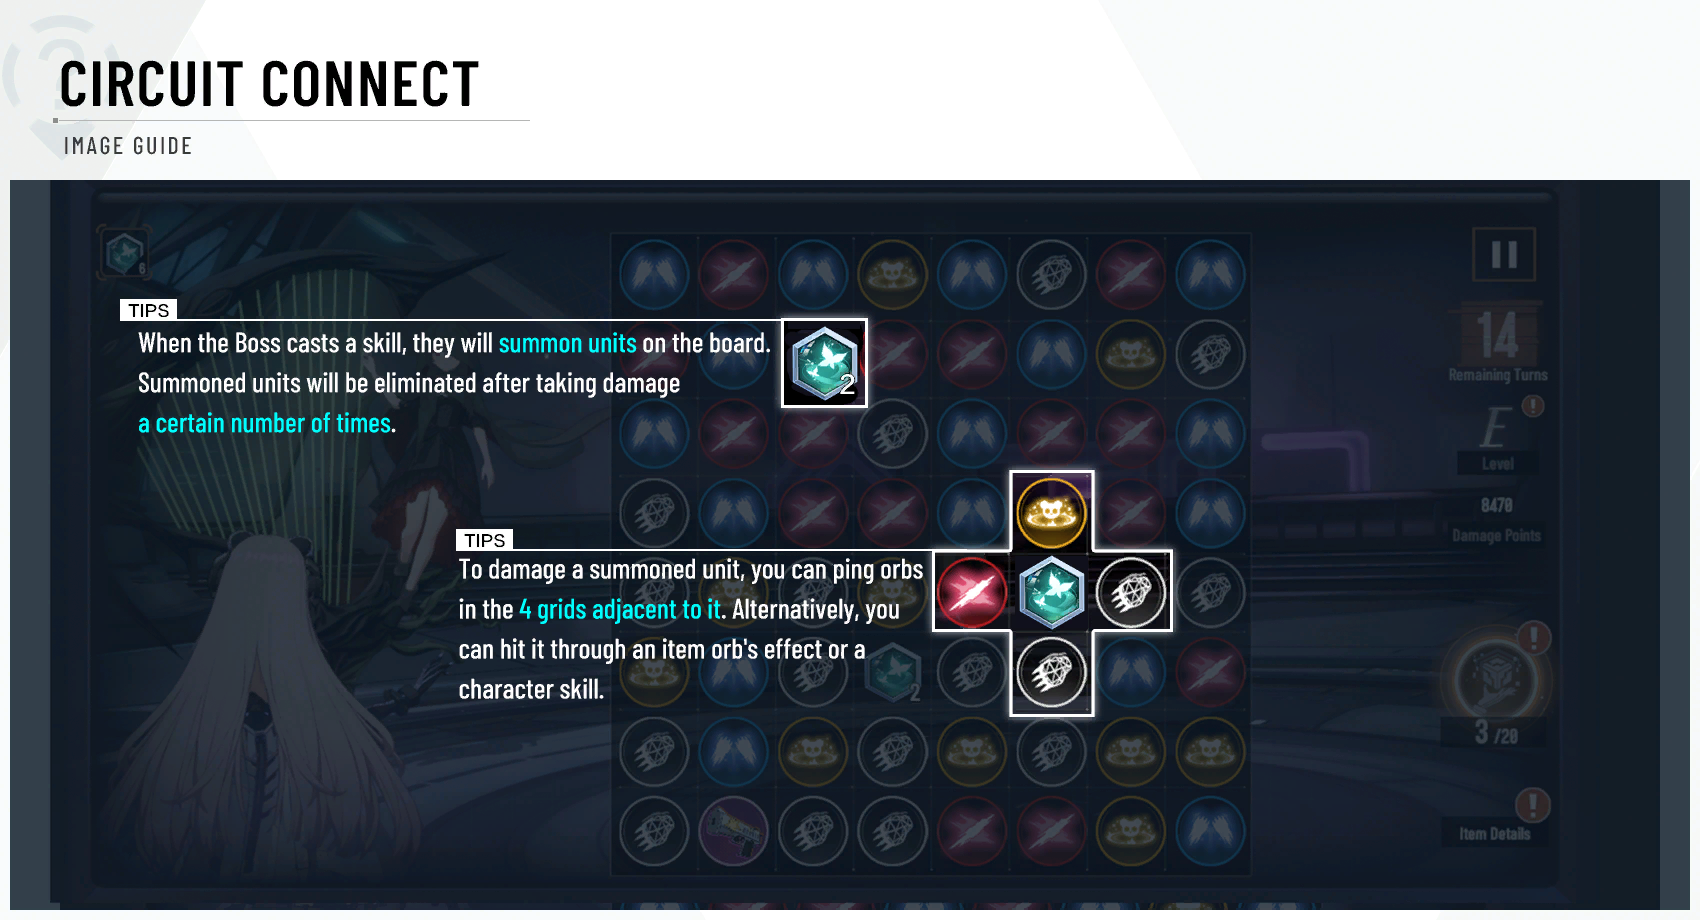 CIRCUIT CONNECT
IMAGE GUIDE
6
TIPS
When the Boss casts a skill, they will summon units on the board.
Summoned units will be eliminated after taking damage
a certain number of times.
2
14
Remaining Turns
E
Level
8470
Damage Points
TIPS
To damage a summoned unit, you can ping orbs
in the 4 grids adjacent to it. Alternatively, you
can hit it through an item orb's effect or a
character skill.
2
3 /20
Item Details